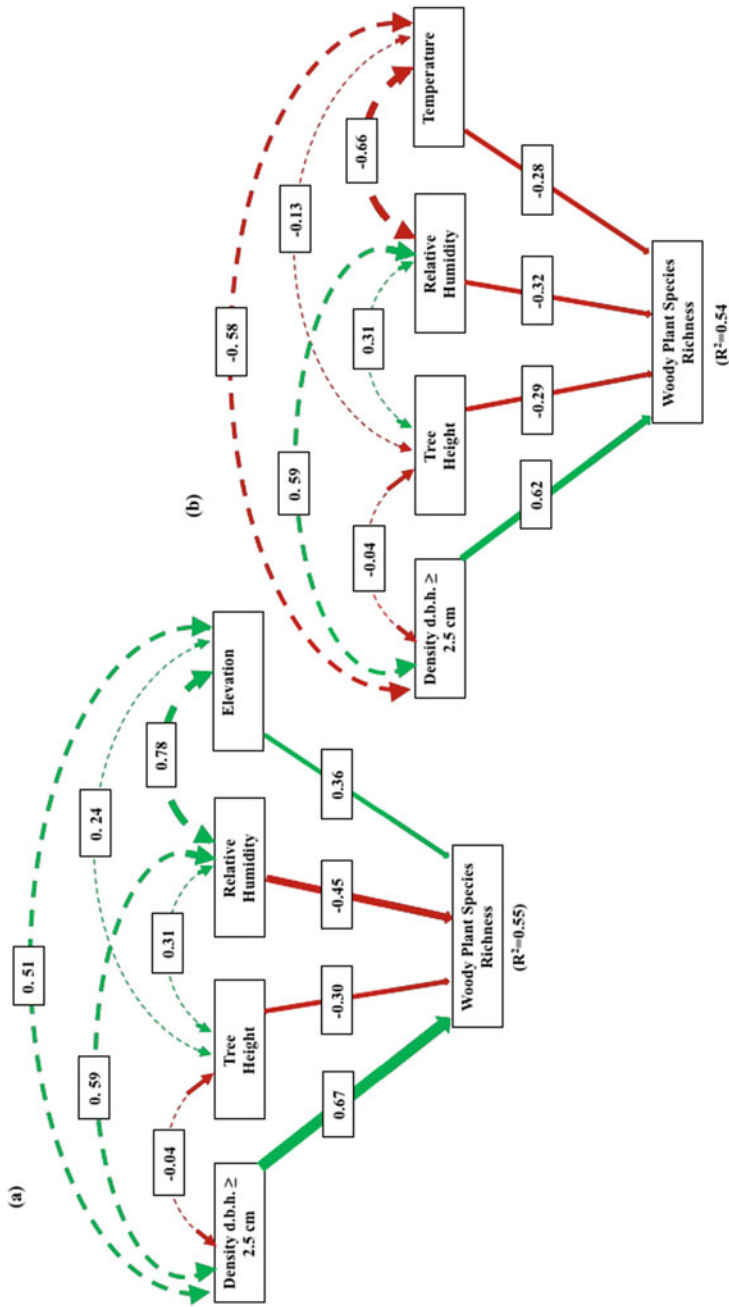 (a)
0. 51
0. 59
0. 24
-0.04
0.31
0.78
Density d.b.h. ≥
2.5 cm
Tree
Height
Relative
Humidity
Elevation
0.67
-0.30
-0.45
0.36
Woody Plant Species
Richness
(R²=0.55)
(b)
-0. 58
0. 59
-0.13
-0.04
0.31
-0.66
Density d.b.h. ≥
2.5 cm
Tree
Height
Relative
Humidity
Temperature
0.62
-0.29
-0.32
-0.28
Woody Plant Species
Richness
(R²=0.54